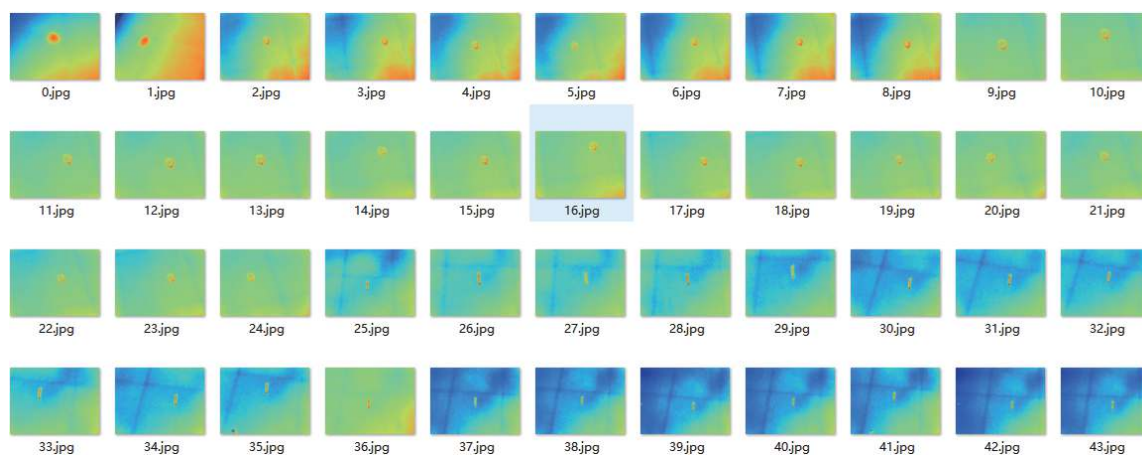 0.jpg 1.jpg 2.jpg 3.jpg 4.jpg 5.jpg 6.jpg 7.jpg 8.jpg 9.jpg 10.jpg
11.jpg 12.jpg 13.jpg 14.jpg 15.jpg 16.jpg 17.jpg 18.jpg 19.jpg 20.jpg 21.jpg
22.jpg 23.jpg 24.jpg 25.jpg 26.jpg 27.jpg 28.jpg 29.jpg 30.jpg 31.jpg 32.jpg
33.jpg 34.jpg 35.jpg 36.jpg 37.jpg 38.jpg 39.jpg 40.jpg 41.jpg 42.jpg 43.jpg